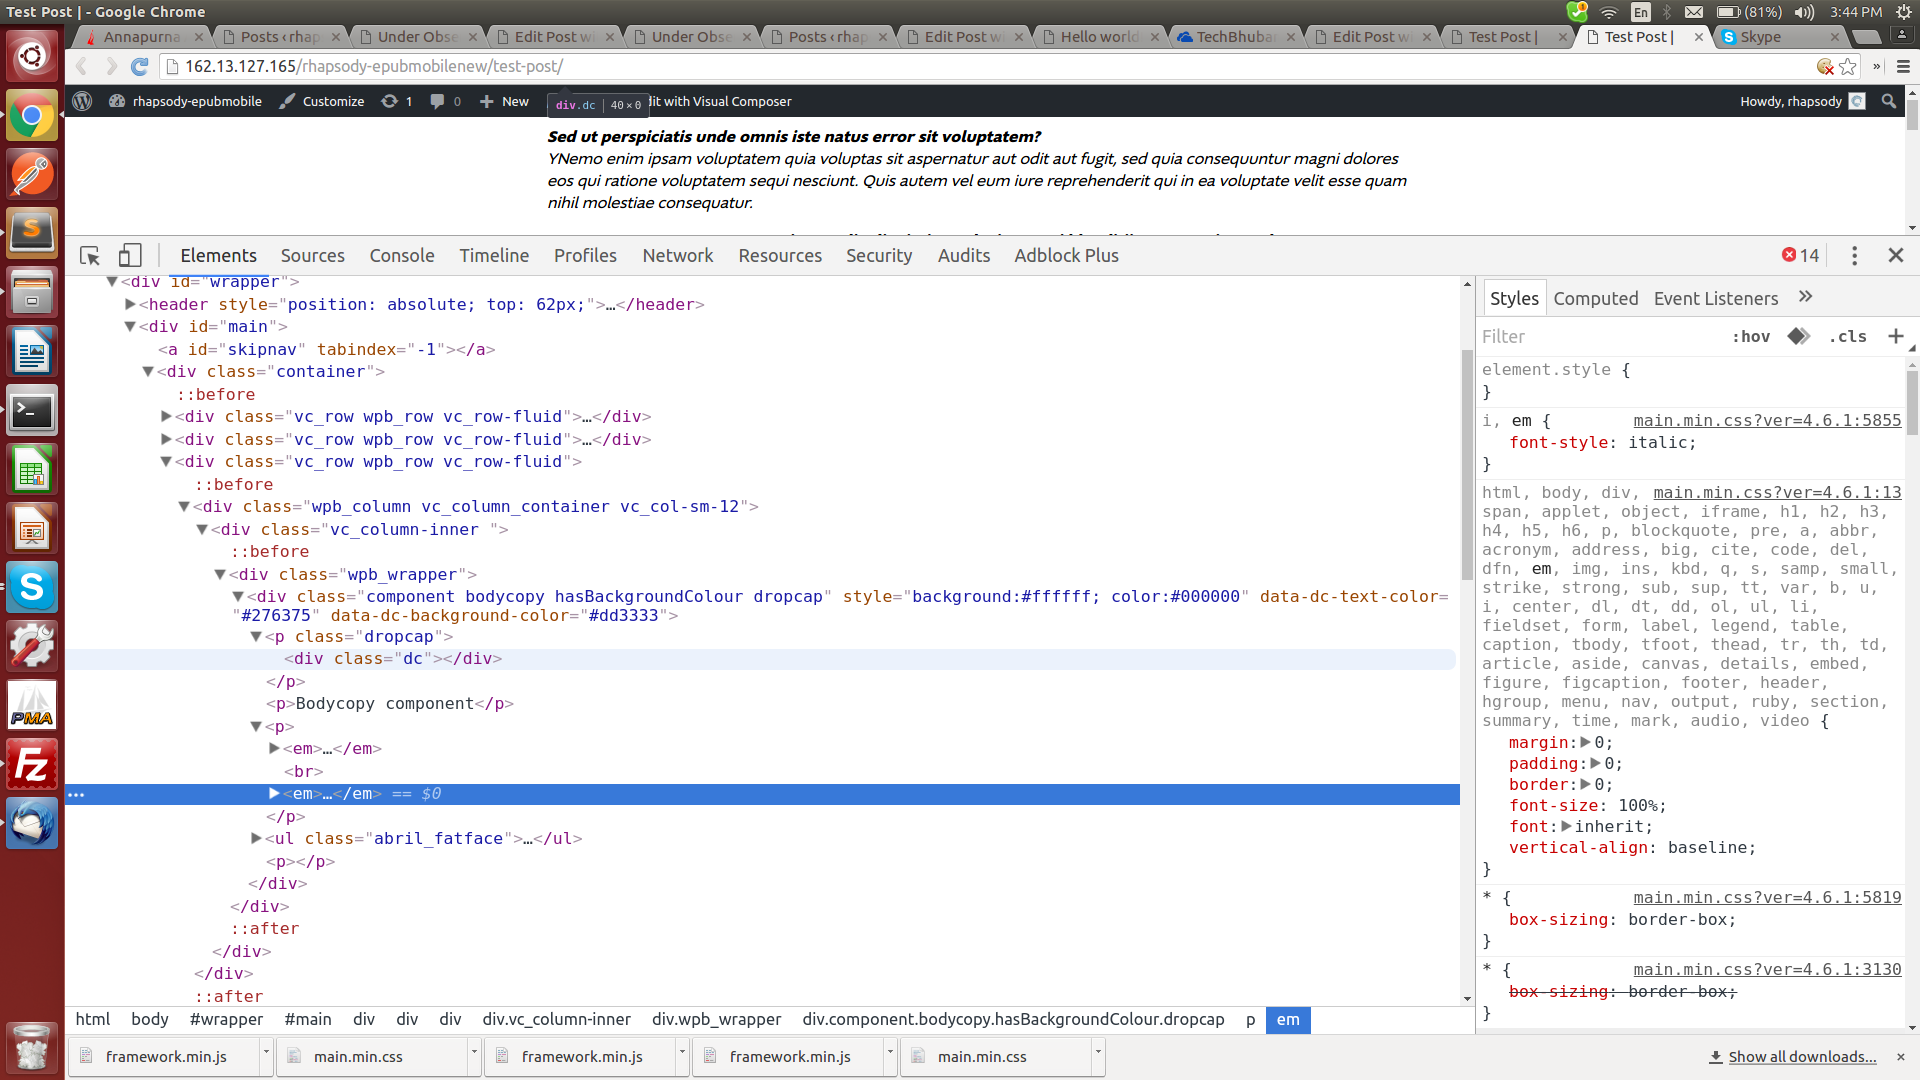 Test Post | - Google Chrome
En (81%) 3:44 PM
Annapurna Posts ‹ rhap Under Obse Edit Post wi Under Obse Posts ‹ rhap Edit Post wi Hello world TechBhubar Edit Post wi Test Post | Test Post | Skype
162.13.127.165/rhapsody-epubmobilenew/test-post/
rhapsody-epubmobile Customize 1 0 New div.dc 40×0 dit with Visual Composer Howdy, rhapsody
Sed ut perspiciatis unde omnis iste natus error sit voluptatem?
YNemo enim ipsam voluptatem quia voluptas sit aspernatur aut odit aut fugit, sed quia consequuntur magni dolores
eos qui ratione voluptatem sequi nesciunt. Quis autem vel eum iure reprehenderit qui in ea voluptate velit esse quam
nihil molestiae consequatur.
Elements Sources Console Timeline Profiles Network Resources Security Audits Adblock Plus 14
<div id="wrapper">
<header style="position: absolute; top: 62px;">…</header>
<div id="main">
<a id="skipnav" tabindex="-1"></a>
<div class="container">
::before
<div class="vc_row wpb_row vc_row-fluid">…</div>
<div class="vc_row wpb_row vc_row-fluid">…</div>
<div class="vc_row wpb_row vc_row-fluid">
::before
<div class="wpb_column vc_column_container vc_col-sm-12">
<div class="vc_column-inner ">
::before
<div class="wpb_wrapper">
<div class="component bodycopy hasBackgroundColour dropcap" style="background:#ffffff; color:#000000" data-dc-text-color=
"#276375" data-dc-background-color="#dd3333">
<p class="dropcap">
<div class="dc"></div>
</p>
<p>Bodycopy component</p>
<p>
<em>…</em>
<br>
... <em>…</em> == $0
</p>
<ul class="abril_fatface">…</ul>
<p></p>
</div>
</div>
::after
</div>
</div>
::after
html body #wrapper #main div div div div.vc_column-inner div.wpb_wrapper div.component.bodycopy.hasBackgroundColour.dropcap p em
Styles Computed Event Listeners »
Filter :hov .cls +
element.style {
}
i, em { main.min.css?ver=4.6.1:5855
font-style: italic;
}
html, body, div, main.min.css?ver=4.6.1:13
span, applet, object, iframe, h1, h2, h3,
h4, h5, h6, p, blockquote, pre, a, abbr,
acronym, address, big, cite, code, del,
dfn, em, img, ins, kbd, q, s, samp, small,
strike, strong, sub, sup, tt, var, b, u,
i, center, dl, dt, dd, ol, ul, li,
fieldset, form, label, legend, table,
caption, tbody, tfoot, thead, tr, th, td,
article, aside, canvas, details, embed,
figure, figcaption, footer, header,
hgroup, menu, nav, output, ruby, section,
summary, time, mark, audio, video {
margin: 0;
padding: 0;
border: 0;
font-size: 100%;
font: inherit;
vertical-align: baseline;
}
* { main.min.css?ver=4.6.1:5819
box-sizing: border-box;
}
* { main.min.css?ver=4.6.1:3130
box-sizing: border-box;
}
framework.min.js main.min.css framework.min.js framework.min.js main.min.css Show all downloads...
PMA
Fz